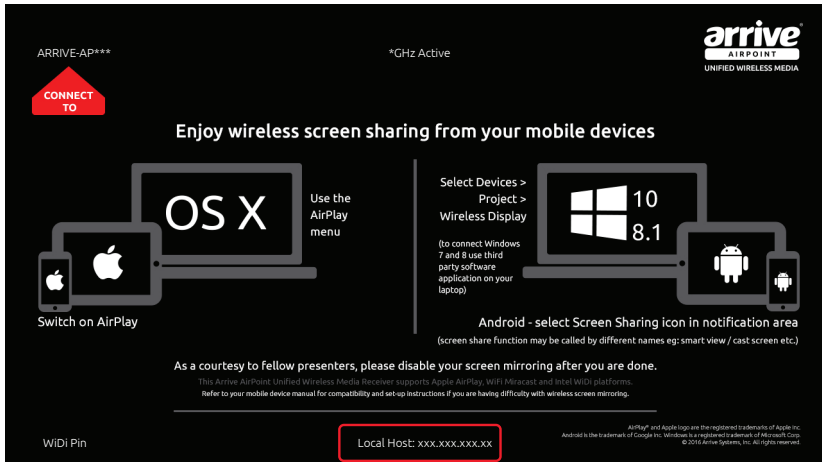 ARRIVE-AP***
*GHz Active
arrive®
AIRPOINT
UNIFIED WIRELESS MEDIA
CONNECT
TO
Enjoy wireless screen sharing from your mobile devices
OS X
Use the
AirPlay
menu
Switch on AirPlay
Select Devices >
Project >
Wireless Display
(to connect Windows
7 and 8 use third
party software
application on your
laptop)
10
8.1
Android - select Screen Sharing icon in notification area
(screen share function may be called by different names eg: smart view / cast screen etc.)
As a courtesy to fellow presenters, please disable your screen mirroring after you are done.
This Arrive AirPoint Unified Wireless Media Receiver supports Apple AirPlay, WiFi Miracast and Intel WiDi platforms.
Refer to your mobile device manual for compatibility and set-up instructions if you are having difficulty with wireless screen mirroring.
WiDi Pin
Local Host: xxx.xxx.xxx.xx
AirPlay® and Apple logo are the registered trademarks of Apple Inc.
Android is the trademark of Google Inc. Windows is a registered trademark of Microsoft Corp.
© 2016 Arrive Systems, Inc. All rights reserved.